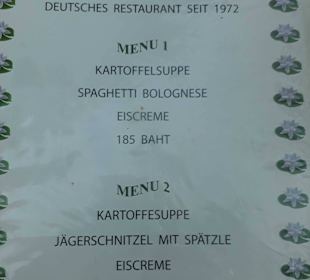 DEUTSCHES RESTAURANT SEIT 1972
MENU 1
KARTOFFELSUPPE
SPAGHETTI BOLOGNESE
EISCREME
185 BAHT
MENU 2
KARTOFFESUPPE
JÄGERSCHNITZEL MIT SPÄTZLE
EISCREME